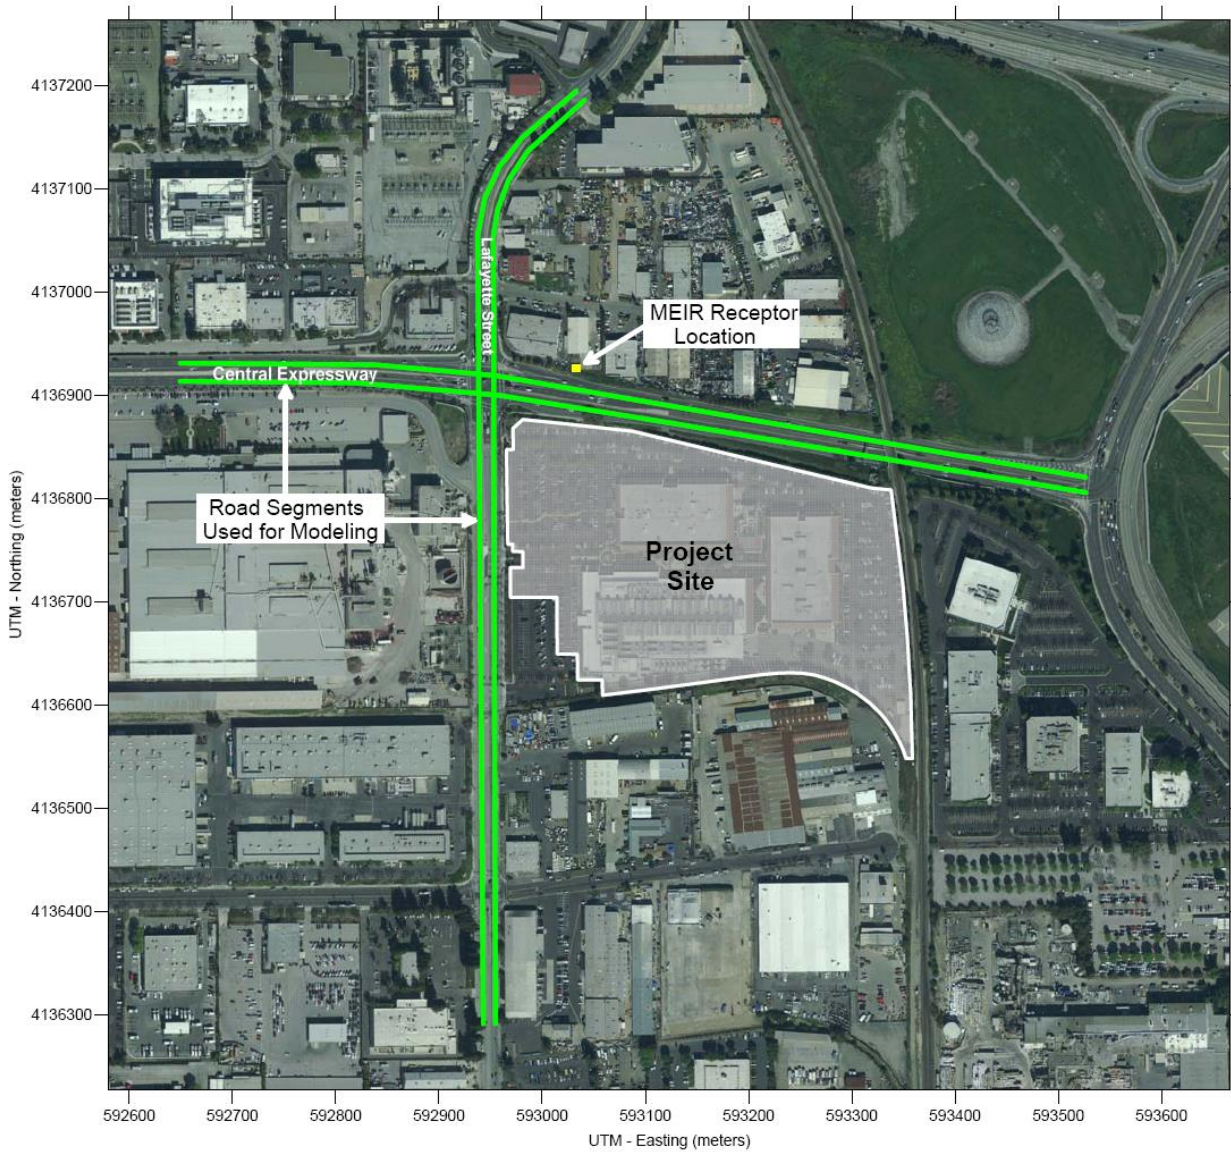 4137200
4137100
4137000
4136900
4136800
4136700
4136600
4136500
4136400
4136300
UTM - Northing (meters)
Lafayette Street
MEIR Receptor
Location
Central Expressway
Road Segments
Used for Modeling
Project
Site
592600 592700 592800 592900 593000 593100 593200 593300 593400 593500 593600
UTM - Easting (meters)